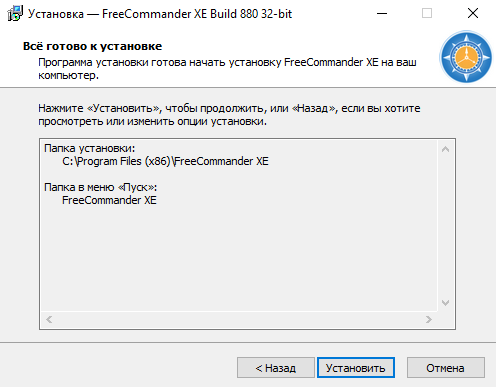 Установка — FreeCommander XE Build 880 32-bit
Всё готово к установке
Программа установки готова начать установку FreeCommander XE на ваш
компьютер.
Нажмите «Установить», чтобы продолжить, или «Назад», если вы хотите
просмотреть или изменить опции установки.
Папка установки:
C:\Program Files (x86)\FreeCommander XE
Папка в меню «Пуск»:
FreeCommander XE
< Назад
Установить
Отмена